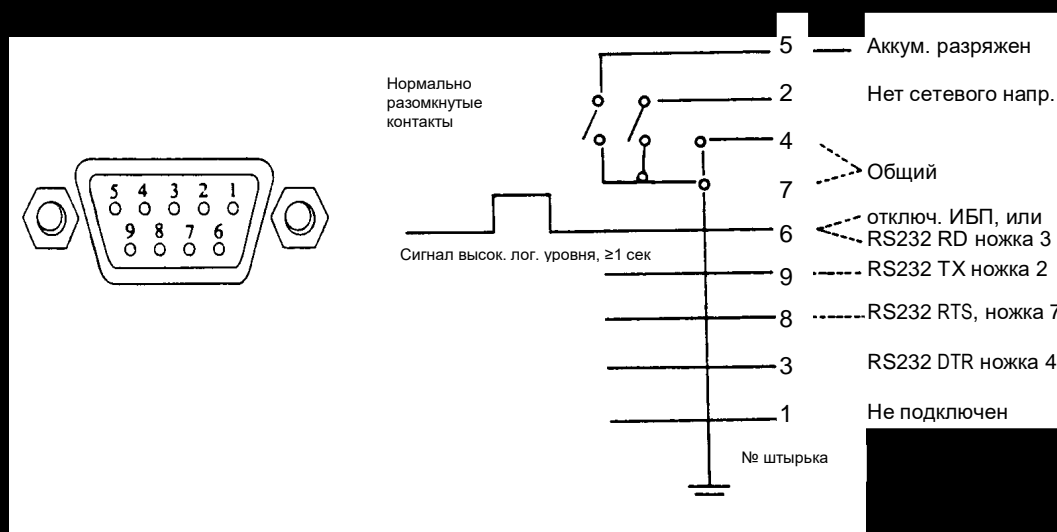 5 Аккум. разряжен
Нормально
разомкнутые
контакты
2 Нет сетевого напр.
4
Общий
7
5 4 3 2 1
9 8 7 6
отключ. ИБП, или
6
RS232 RD ножка 3
Сигнал высок. лог. уровня, ≥1 сек
9 RS232 TX ножка 2
8 RS232 RTS, ножка 7
3 RS232 DTR ножка 4
1 Не подключен
№ штырька